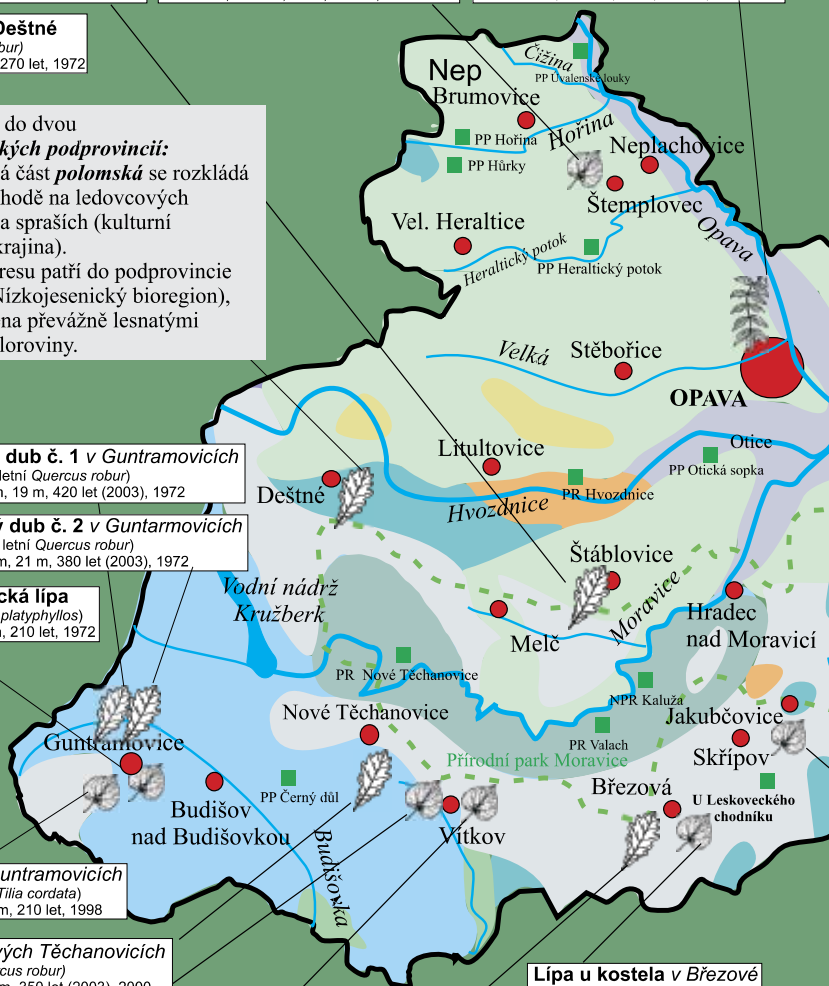 Deštné
bur)
270 let, 1972
do dvou
kých podprovincií:
á část polomská se rozkládá
hodě na ledovcových
a spraších (kulturní
krajina).
resu patří do podprovincie
Nízkojesenický bioregion),
na převážně lesnatými
loroviny.
Nep
Čižina
PP Úvalenské louky
Brumovice
PP Hořina
Hořina
PP Hůrky
Neplachovice
Štemplovec
Vel. Heraltice
Heraltický potok
PP Heraltický potok
Opava
Velká
Stěbořice
OPAVA
Litultovice
Otice
PP Otická sopka
Deštné
PR Hvozdnice
Hvozdnice
dub č. 1 v Guntramovicích
letní Quercus robur)
m, 19 m, 420 let (2003), 1972
ý dub č. 2 v Guntarmovicích
letní Quercus robur)
m, 21 m, 380 let (2003), 1972
cká lípa
platyphyllos)
m, 210 let, 1972
Štáblovice
Vodní nádrž
Kružberk
Moravice
Melč
Hradec
nad Moravicí
PR Nové Těchanovice
NPR Kaluža
Nové Těchanovice
Jakubčovice
PR Valach
Guntramovice
Skřípov
Přírodní park Moravice
Budišov
nad Budišovkou
PP Černý důl
Březová
U Leskoveckého
chodníku
Vítkov
Budišovka
untramovicích
Tilia cordata)
m, 210 let, 1998
ých Těchanovicích
cus robur)
m, 350 let (2003), 2000
Lípa u kostela v Březové